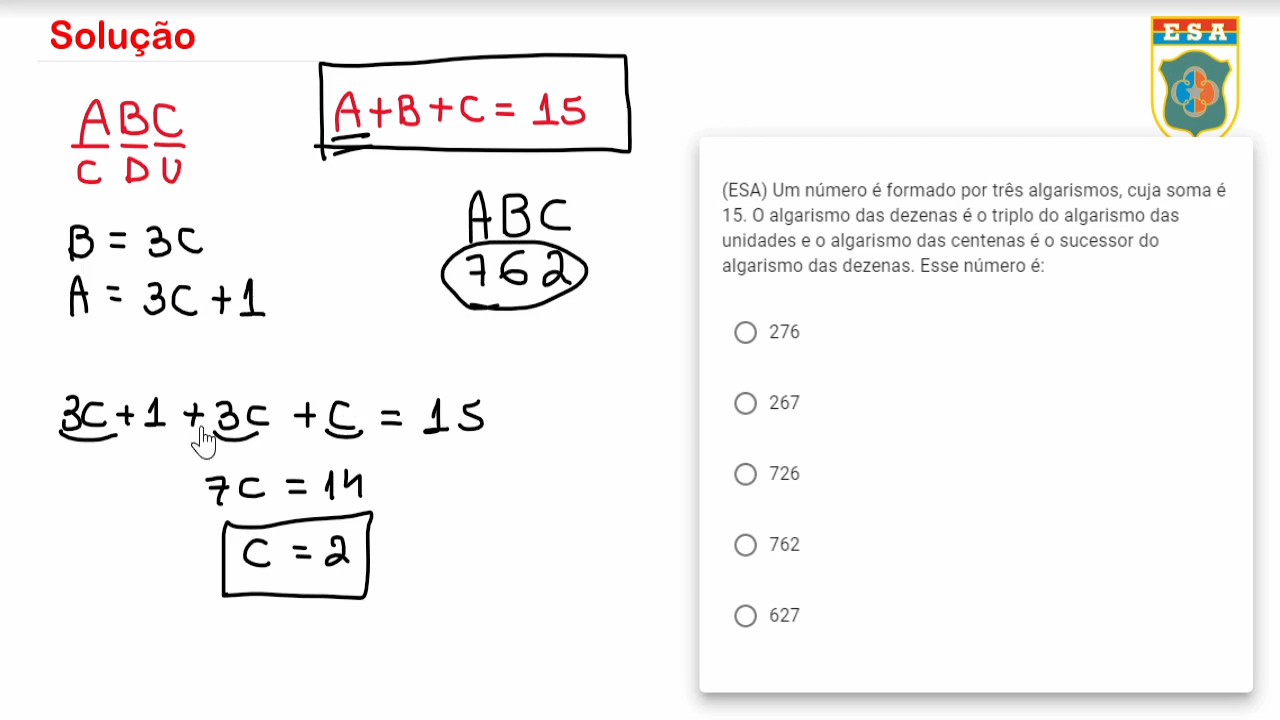 Solução
ESA
ABC
CDU
A+B+C = 15
B = 3C
A = 3C+1
ABC
762
3C+1+3C+C = 15
7C = 14
C = 2
(ESA) Um número é formado por três algarismos, cuja soma é
15. O algarismo das dezenas é o triplo do algarismo das
unidades e o algarismo das centenas é o sucessor do
algarismo das dezenas. Esse número é:
276
267
726
762
627